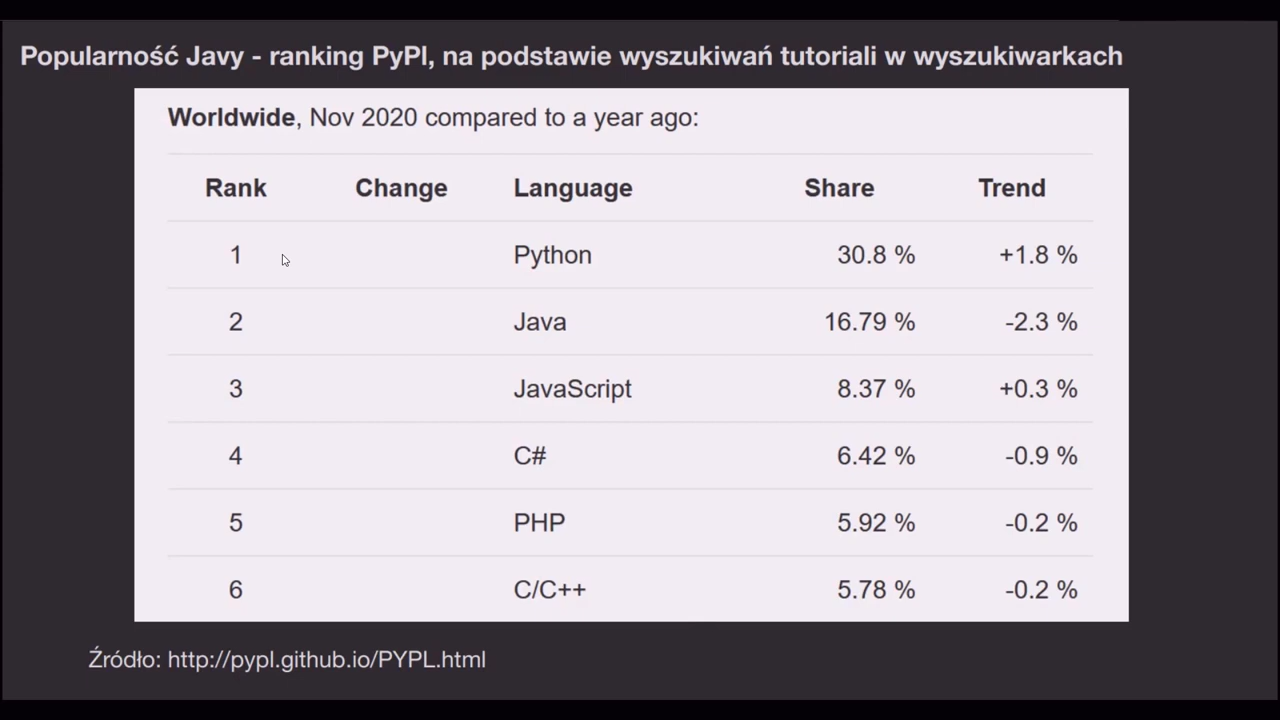 Popularność Javy - ranking PyPl, na podstawie wyszukiwań tutoriali w wyszukiwarkach
Worldwide, Nov 2020 compared to a year ago:
Rank Change Language Share Trend
1 Python 30.8 % +1.8 %
2 Java 16.79 % -2.3 %
3 JavaScript 8.37 % +0.3 %
4 C# 6.42 % -0.9 %
5 PHP 5.92 % -0.2 %
6 C/C++ 5.78 % -0.2 %
Źródło: http://pypl.github.io/PYPL.html